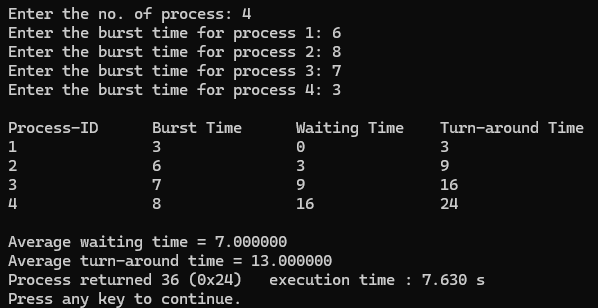 Enter the no. of process: 4
Enter the burst time for process 1: 6
Enter the burst time for process 2: 8
Enter the burst time for process 3: 7
Enter the burst time for process 4: 3
Process-ID Burst Time Waiting Time Turn-around Time
1 3 0 3
2 6 3 9
3 7 9 16
4 8 16 24
Average waiting time = 7.000000
Average turn-around time = 13.000000
Process returned 36 (0x24) execution time : 7.630 s
Press any key to continue.